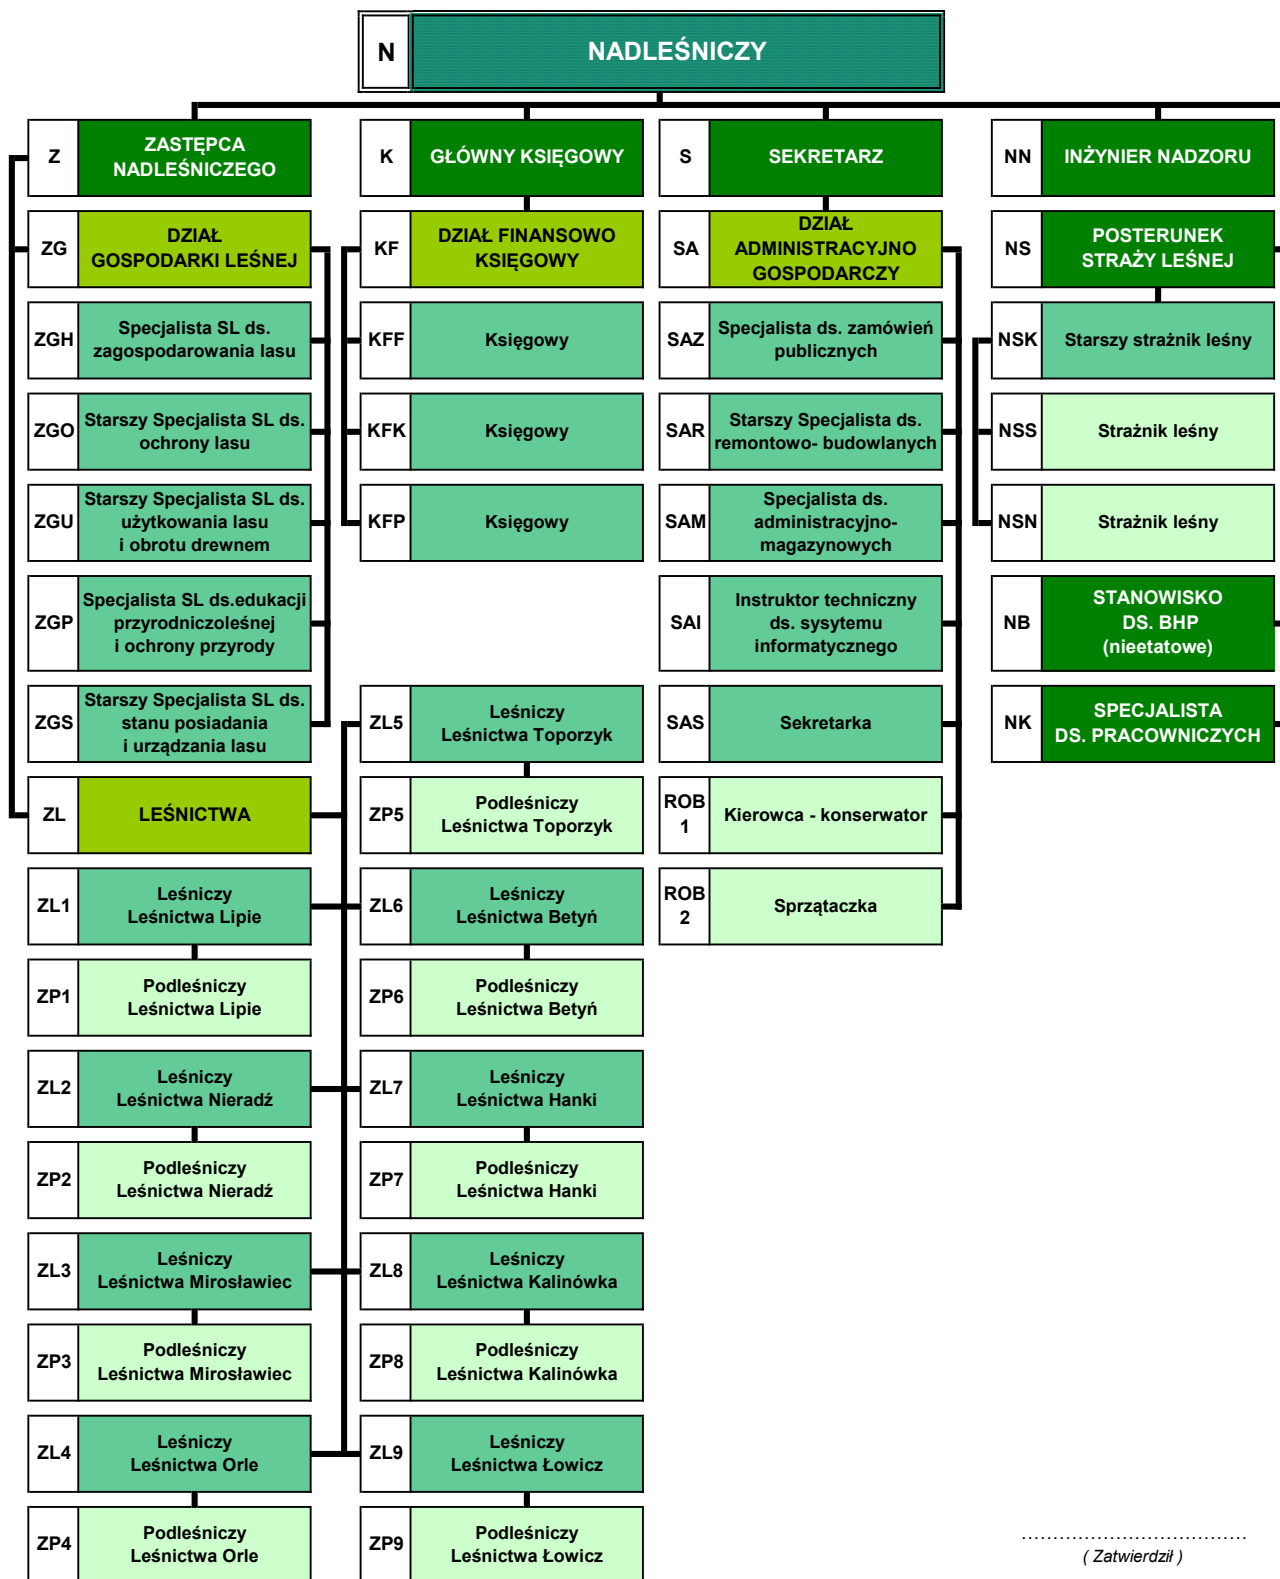 N
NADLEŚNICZY
Z
ZASTĘPCA
NADLEŚNICZEGO
ZG
DZIAŁ
GOSPODARKI LEŚNEJ
ZGH
Specjalista SL ds.
zagospodarowania lasu
ZGO
Starszy Specjalista SL ds.
ochrony lasu
ZGU
Starszy Specjalista SL ds.
użytkowania lasu
i obrotu drewnem
ZGP
Specjalista SL ds.edukacji
przyrodniczoleśnej
i ochrony przyrody
ZGS
Starszy Specjalista SL ds.
stanu posiadania
i urządzania lasu
ZL
LEŚNICTWA
ZL1
Leśniczy
Leśnictwa Lipie
ZP1
Podleśniczy
Leśnictwa Lipie
ZL2
Leśniczy
Leśnictwa Nieradź
ZP2
Podleśniczy
Leśnictwa Nieradź
ZL3
Leśniczy
Leśnictwa Mirosławiec
ZP3
Podleśniczy
Leśnictwa Mirosławiec
ZL4
Leśniczy
Leśnictwa Orle
ZP4
Podleśniczy
Leśnictwa Orle
K
GŁÓWNY KSIĘGOWY
KF
DZIAŁ FINANSOWO
KSIĘGOWY
KFF
Księgowy
KFK
Księgowy
KFP
Księgowy
ZL5
Leśniczy
Leśnictwa Toporzyk
ZP5
Podleśniczy
Leśnictwa Toporzyk
ZL6
Leśniczy
Leśnictwa Betyń
ZP6
Podleśniczy
Leśnictwa Betyń
ZL7
Leśniczy
Leśnictwa Hanki
ZP7
Podleśniczy
Leśnictwa Hanki
ZL8
Leśniczy
Leśnictwa Kalinówka
ZP8
Podleśniczy
Leśnictwa Kalinówka
ZL9
Leśniczy
Leśnictwa Łowicz
ZP9
Podleśniczy
Leśnictwa Łowicz
S
SEKRETARZ
SA
DZIAŁ
ADMINISTRACYJNO
GOSPODARCZY
SAZ
Specjalista ds. zamówień
publicznych
SAR
Starszy Specjalista ds.
remontowo- budowlanych
SAM
Specjalista ds.
administracyjno-
magazynowych
SAI
Instruktor techniczny
ds. sysytemu
informatycznego
SAS
Sekretarka
ROB
1
Kierowca - konserwator
ROB
2
Sprzątaczka
NN
INŻYNIER NADZORU
NS
POSTERUNEK
STRAŻY LEŚNEJ
NSK
Starszy strażnik leśny
NSS
Strażnik leśny
NSN
Strażnik leśny
NB
STANOWISKO
DS. BHP
(nieetatowe)
NK
SPECJALISTA
DS. PRACOWNICZYCH
....................................
( Zatwierdził )